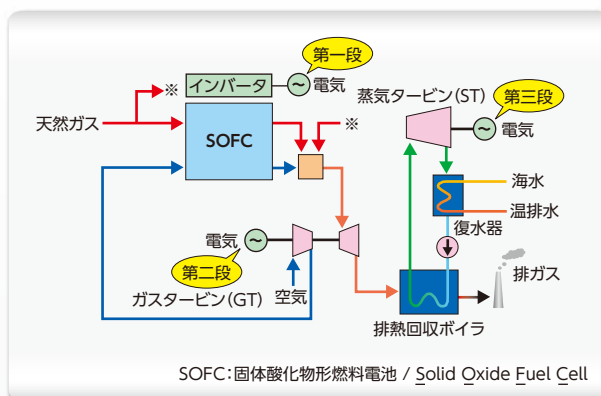 第一段
※
インバータ
～
電気
天然ガス
SOFC
※
蒸気タービン(ST)
第三段
～
電気
海水
温排水
復水器
電気
～
第二段
ガスタービン(GT)
空気
排ガス
排熱回収ボイラ
SOFC：固体酸化物形燃料電池 / Solid Oxide Fuel Cell